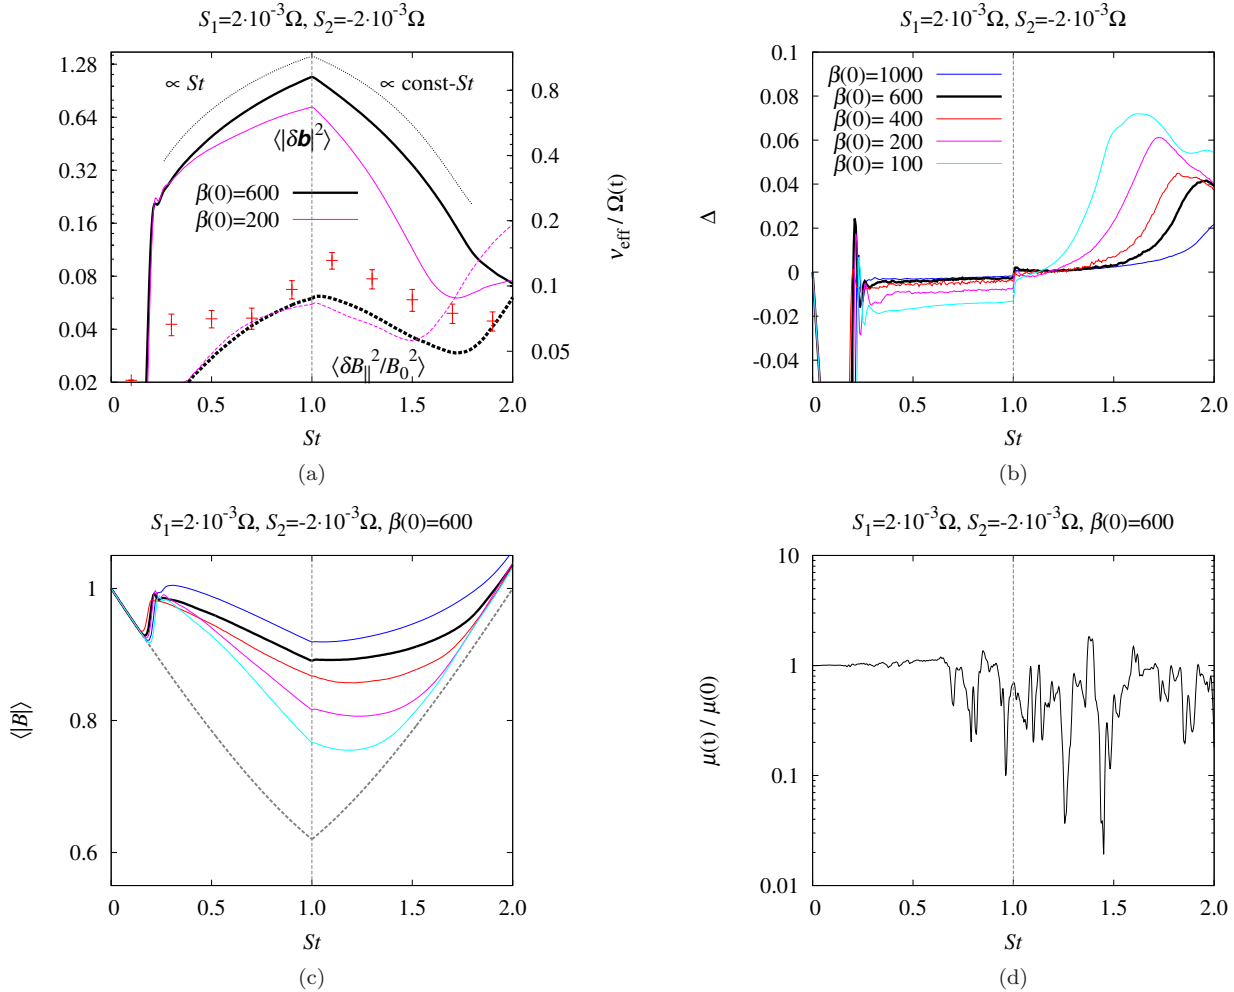 S₁=2·10⁻³Ω, S₂=-2·10⁻³Ω
1.28
0.64
0.32
0.16
0.08
0.04
0.02
∝ St
∝ const-St
⟨|δb|²⟩
β(0)=600
β(0)=200
⟨δB∥²/B₀²⟩
0.8
0.4
0.2
0.1
0.05
ν_eff / Ω(t)
0 0.5 1.0 1.5 2.0
St
(a)
S₁=2·10⁻³Ω, S₂=-2·10⁻³Ω
0.1
0.08
0.06
0.04
0.02
0
-0.02
-0.04
Δ
β(0)=1000
β(0)= 600
β(0)= 400
β(0)= 200
β(0)= 100
0 0.5 1.0 1.5 2.0
St
(b)
S₁=2·10⁻³Ω, S₂=-2·10⁻³Ω, β(0)=600
1
0.8
0.6
⟨|B|⟩
0 0.5 1.0 1.5 2.0
St
(c)
S₁=2·10⁻³Ω, S₂=-2·10⁻³Ω, β(0)=600
10
1
0.1
0.01
μ(t) / μ(0)
0 0.5 1.0 1.5 2.0
St
(d)